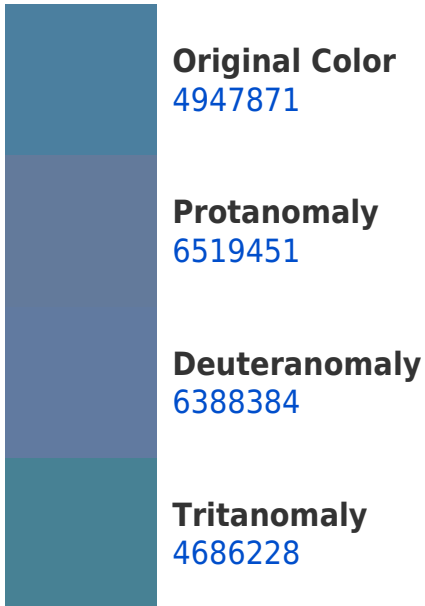 Original Color
4947871
Protanomaly
6519451
Deuteranomaly
6388384
Tritanomaly
4686228